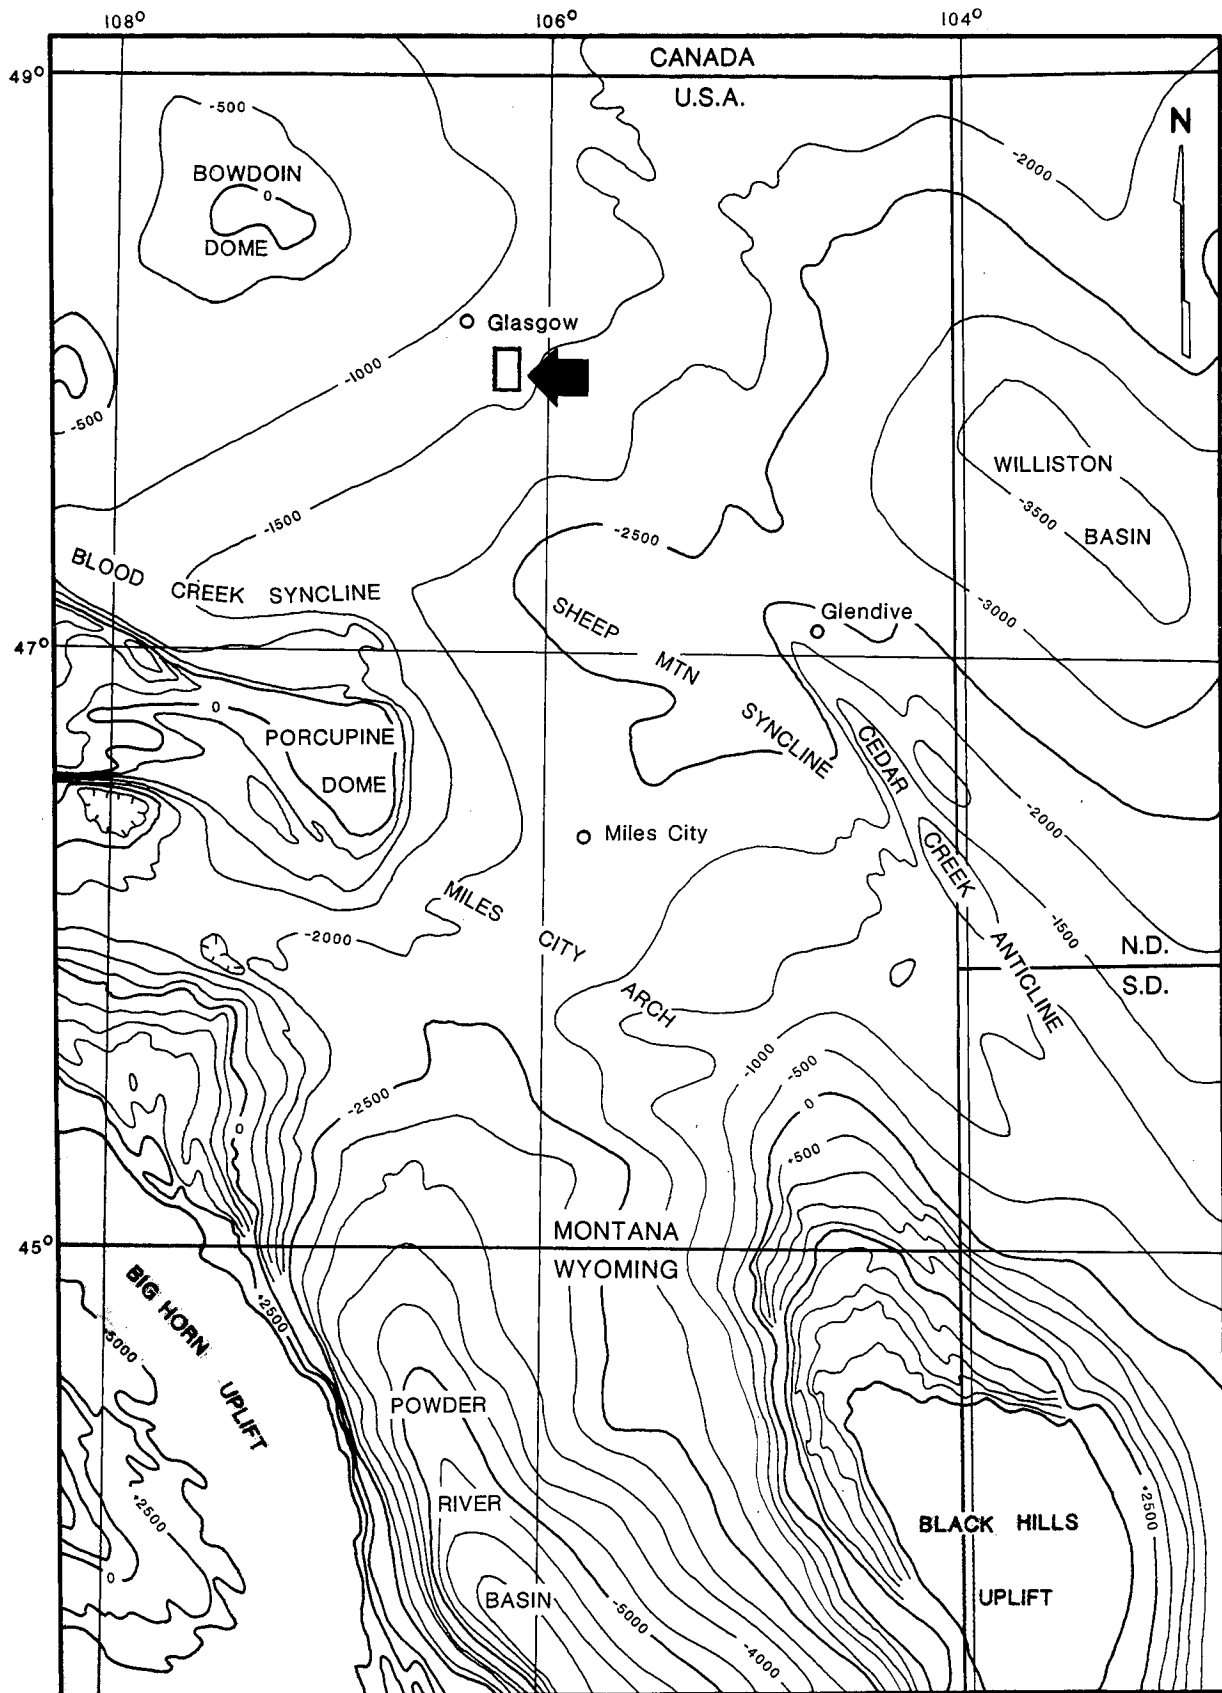 108° 106° 104°
49°
CANADA
U.S.A.
N
-500
BOWDOIN
0
DOME
-2000
Glasgow
-1000
-500
WILLISTON
-3500
BASIN
-1500
-2500
BLOOD CREEK SYNCLINE
SHEEP MTN SYNCLINE
Glendive
-3000
47°
0
PORCUPINE
DOME
CEDAR CREEK ANTICLINE
-2000
Miles City
MILES CITY ARCH
-2000
-1500
N.D.
S.D.
-1000
-500
0
+500
-2500
0
0
45°
MONTANA
WYOMING
BIG HORN UPLIFT
+2500
-5000
POWDER
RIVER
BASIN
+2500
0
-5000
-4000
BLACK HILLS
UPLIFT
+2500